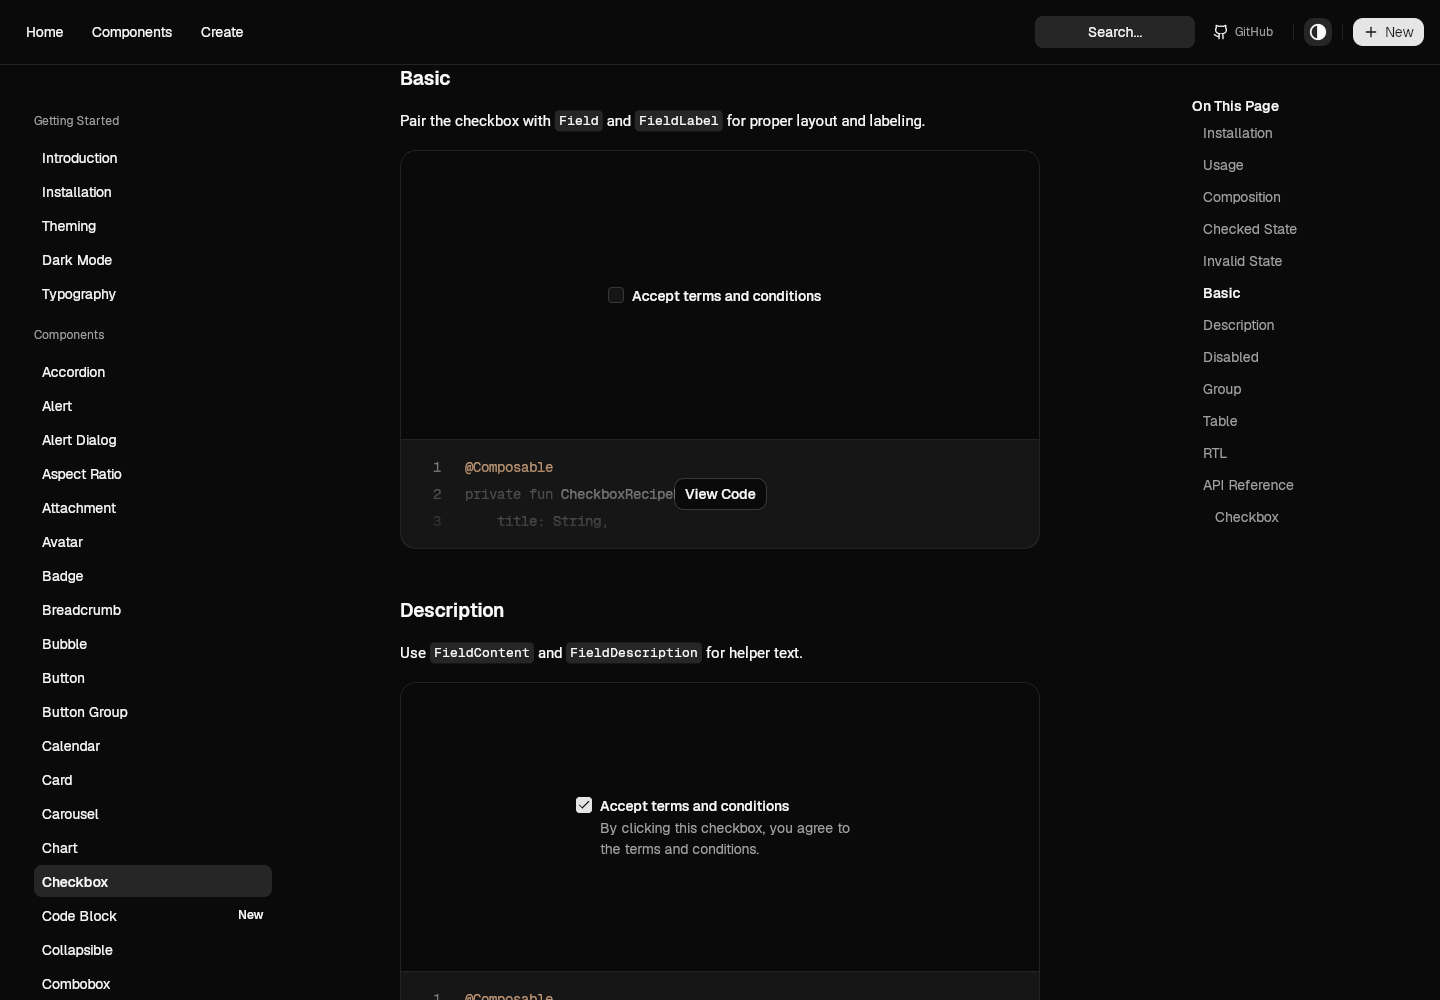 Home Components Create Search... GitHub New
Getting Started
Introduction
Installation
Theming
Dark Mode
Typography
Components
Accordion
Alert
Alert Dialog
Aspect Ratio
Attachment
Avatar
Badge
Breadcrumb
Bubble
Button
Button Group
Calendar
Card
Carousel
Chart
Checkbox
Code Block New
Collapsible
Combobox
Basic
Pair the checkbox with Field and FieldLabel for proper layout and labeling.
Accept terms and conditions
1 @Composable
2 private fun CheckboxRecipe
View Code
3 title: String,
Description
Use FieldContent and FieldDescription for helper text.
Accept terms and conditions
By clicking this checkbox, you agree to
the terms and conditions.
1 @Composable
On This Page
Installation
Usage
Composition
Checked State
Invalid State
Basic
Description
Disabled
Group
Table
RTL
API Reference
Checkbox